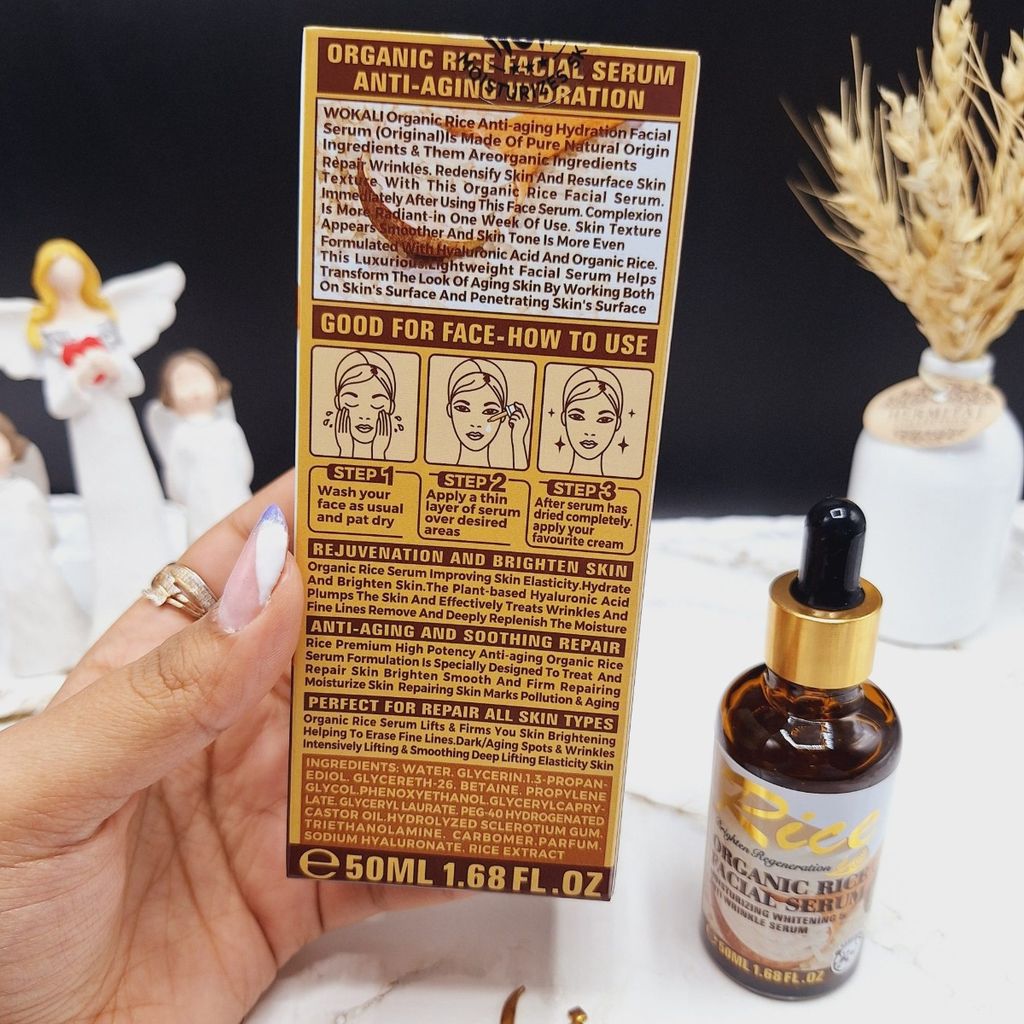 MOISTURIZES SK
ORGANIC RICE FACIAL SERUM
ANTI-AGING HYDRATION
WOKALI Organic Rice Anti-aging Hydration Facial
Serum (Original)Is Made Of Pure Natural Origin
Ingredients & Them Areorganic Ingredients
Repair Wrinkles, Redensify Skin And Resurface Skin
Texture With This Organic Rice Facial Serum.
Immediately After Using This Face Serum. Complexion
Is More Radiant-in One Week Of Use. Skin Texture
Appears Smoother And Skin Tone Is More Even
Formulated With Hyaluronic Acid And Organic Rice.
This Luxurious.Lightweight Facial Serum Helps
Transform The Look Of Aging Skin By Working Both
On Skin's Surface And Penetrating Skin's Surface
GOOD FOR FACE-HOW TO USE
STEP 1
Wash your
face as usual
and pat dry
STEP 2
Apply a thin
layer of serum
over desired
areas
STEP 3
After serum has
dried completely.
apply your
favourite cream
REJUVENATION AND BRIGHTEN SKIN
Organic Rice Serum Improving Skin Elasticity.Hydrate
And Brighten Skin.The Plant-based Hyaluronic Acid
Plumps The Skin And Effectively Treats Wrinkles And
Fine Lines Remove And Deeply Replenish The Moisture
ANTI-AGING AND SOOTHING REPAIR
Rice Premium High Potency Anti-aging Organic Rice
Serum Formulation Is Specially Designed To Treat And
Repair Skin Brighten Smooth And Firm Repairing
Moisturize Skin Repairing Skin Marks Pollution & Aging
PERFECT FOR REPAIR ALL SKIN TYPES
Organic Rice Serum Lifts & Firms You Skin Brightening
Helping To Erase Fine Lines.Dark/Aging Spots & Wrinkles
Intensively Lifting & Smoothing Deep Lifting Elasticity Skin
INGREDIENTS: WATER. GLYCERIN.1.3-PROPAN-
EDIOL. GLYCERETH-26. BETAINE. PROPYLENE
GLYCOL.PHENOXYETHANOL.GLYCERYLCAPRY-
LATE. GLYCERYL LAURATE. PEG-40 HYDROGENATED
CASTOR OIL.HYDROLYZED SCLEROTIUM GUM.
TRIETHANOLAMINE. CARBOMER.PARFUM.
SODIUM HYALURONATE. RICE EXTRACT
e 50ML 1.68 FL.OZ
Rice
Brighten Regeneration
ORGANIC RICE
FACIAL SERUM
MOISTURIZING WHITENING &
WRINKLE SERUM
50ML 1.68 FL.OZ